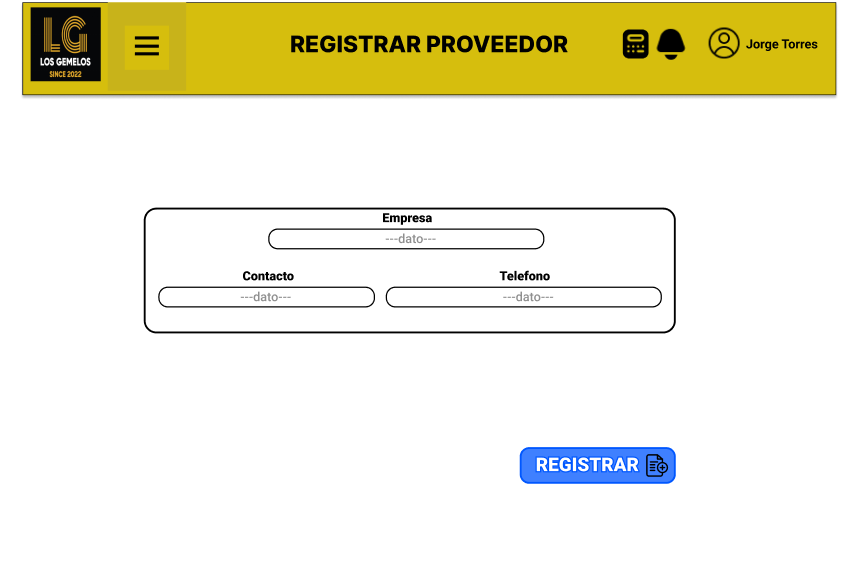 LG
LOS GEMELOS
SINCE 2022
REGISTRAR PROVEEDOR
Jorge Torres
Empresa
---dato---
Contacto
Telefono
---dato---
---dato---
REGISTRAR